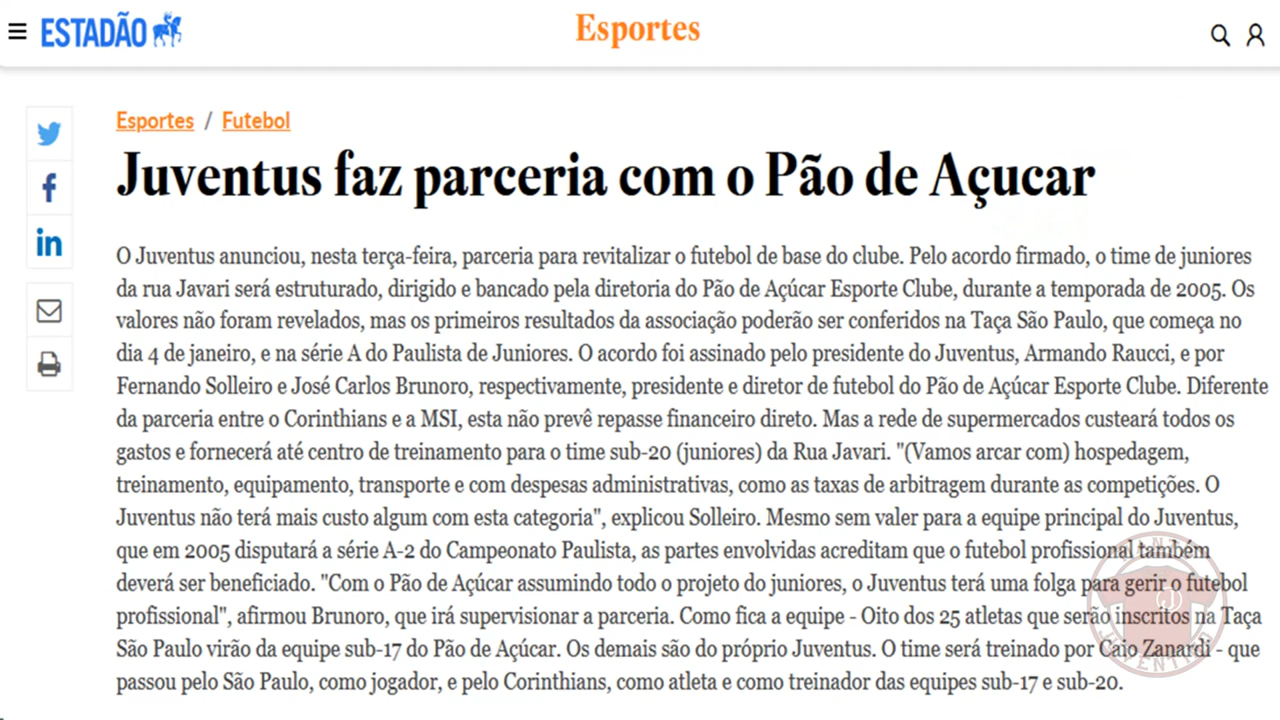 ESTADÃO
Esportes
Esportes / Futebol
Juventus faz parceria com o Pão de Açucar
O Juventus anunciou, nesta terça-feira, parceria para revitalizar o futebol de base do clube. Pelo acordo firmado, o time de juniores
da rua Javari será estruturado, dirigido e bancado pela diretoria do Pão de Açúcar Esporte Clube, durante a temporada de 2005. Os
valores não foram revelados, mas os primeiros resultados da associação poderão ser conferidos na Taça São Paulo, que começa no
dia 4 de janeiro, e na série A do Paulista de Juniores. O acordo foi assinado pelo presidente do Juventus, Armando Raucci, e por
Fernando Solleiro e José Carlos Brunoro, respectivamente, presidente e diretor de futebol do Pão de Açúcar Esporte Clube. Diferente
da parceria entre o Corinthians e a MSI, esta não prevê repasse financeiro direto. Mas a rede de supermercados custeará todos os
gastos e fornecerá até centro de treinamento para o time sub-20 (juniores) da Rua Javari. "(Vamos arcar com) hospedagem,
treinamento, equipamento, transporte e com despesas administrativas, como as taxas de arbitragem durante as competições. O
Juventus não terá mais custo algum com esta categoria", explicou Solleiro. Mesmo sem valer para a equipe principal do Juventus,
que em 2005 disputará a série A-2 do Campeonato Paulista, as partes envolvidas acreditam que o futebol profissional também
deverá ser beneficiado. "Com o Pão de Açúcar assumindo todo o projeto do juniores, o Juventus terá uma folga para gerir o futebol
profissional", afirmou Brunoro, que irá supervisionar a parceria. Como fica a equipe - Oito dos 25 atletas que serão inscritos na Taça
São Paulo virão da equipe sub-17 do Pão de Açúcar. Os demais são do próprio Juventus. O time será treinado por Caio Zanardi - que
passou pelo São Paulo, como jogador, e pelo Corinthians, como atleta e como treinador das equipes sub-17 e sub-20.